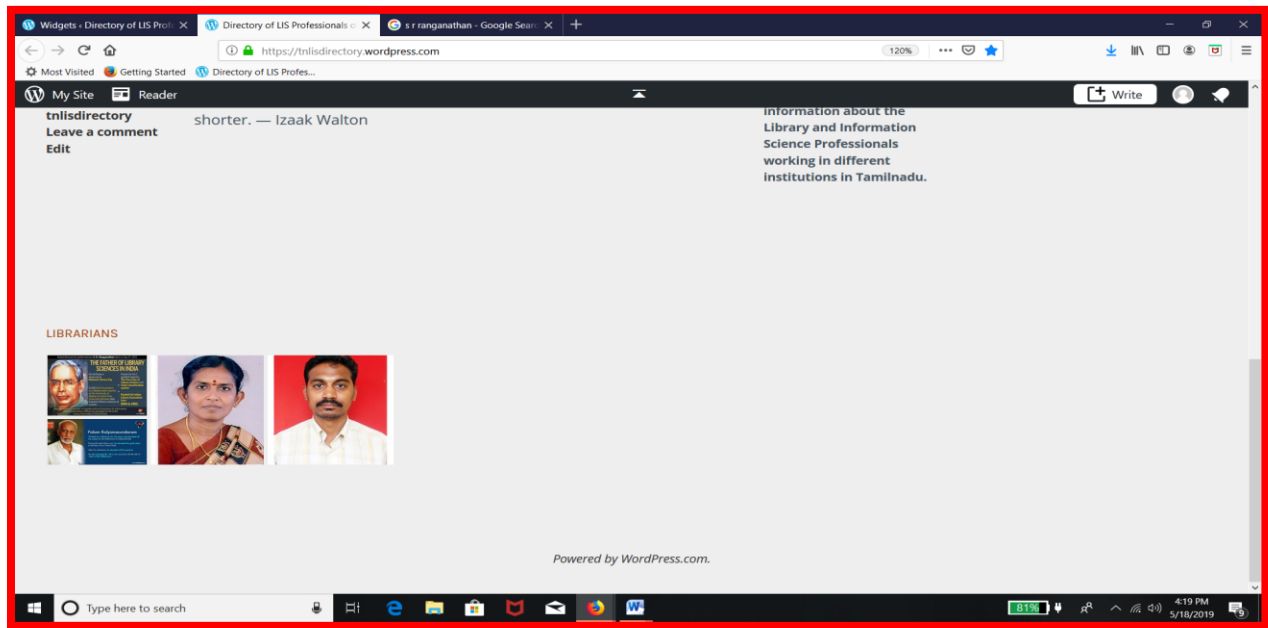 Widgets ‹ Directory of LIS Prof
Directory of LIS Professionals o
s r ranganathan - Google Searc
https://tnlisdirectory.wordpress.com
120%
Most Visited
Getting Started
Directory of LIS Profes...
My Site
Reader
Write
tnlisdirectory
Leave a comment
Edit
shorter. — Izaak Walton
information about the
Library and Information
Science Professionals
working in different
institutions in Tamilnadu.
LIBRARIANS
THE FATHER OF LIBRARY
SCIENCES IN INDIA
Palam Kalyanasundaram
Powered by WordPress.com.
Type here to search
81%
4:19 PM
5/18/2019